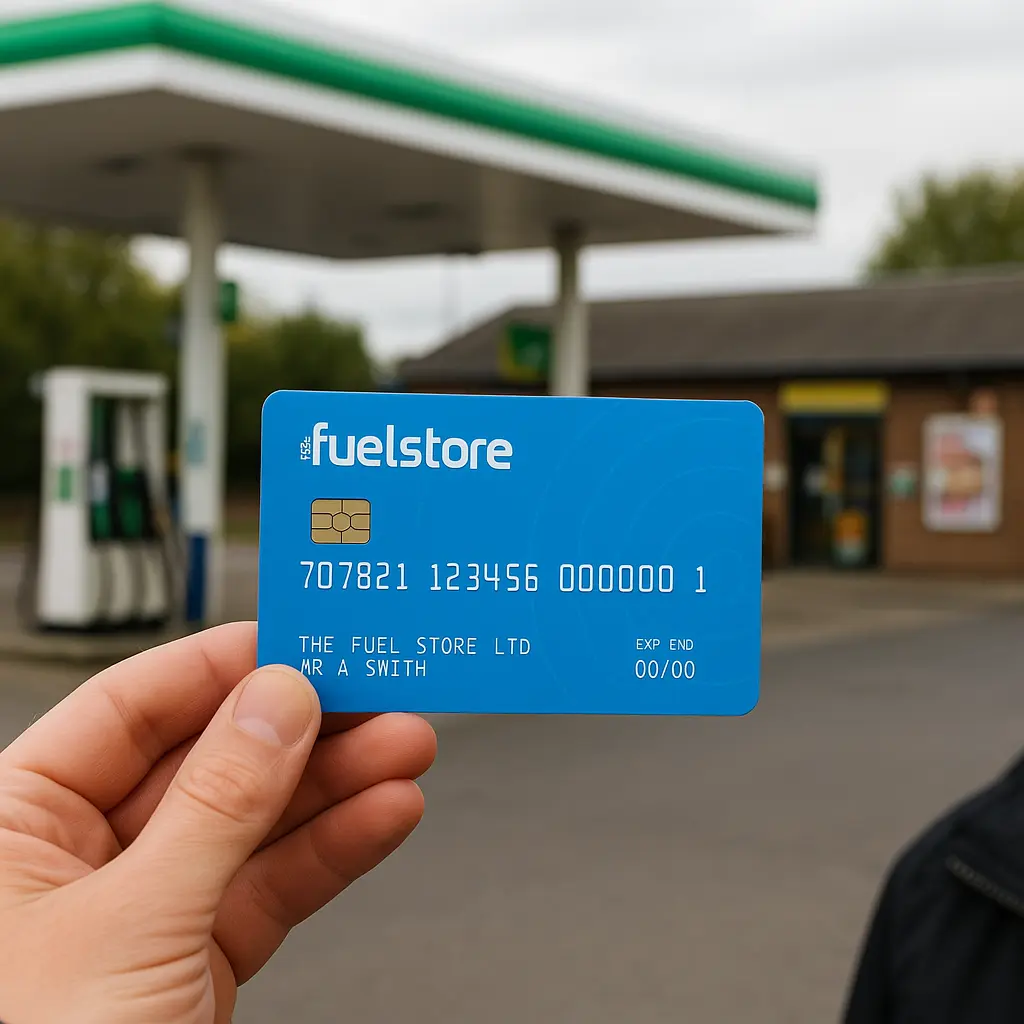 fuelstore
707821 123456 000000 1
THE FUEL STORE LTD
MR A SWITH
EXP END
00/00